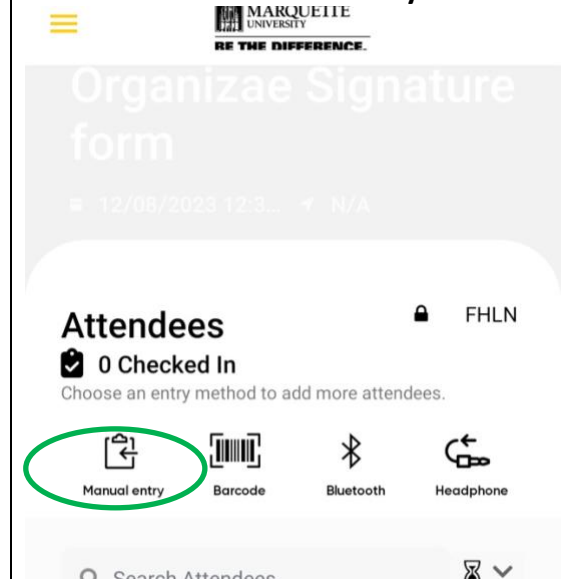 MARQUETTE
UNIVERSITY
BE THE DIFFERENCE.
Organizae Signature
form
12/08/2023 12:3... N/A
Attendees
FHLN
0 Checked In
Choose an entry method to add more attendees.
Manual entry Barcode Bluetooth Headphone
Search Attendees